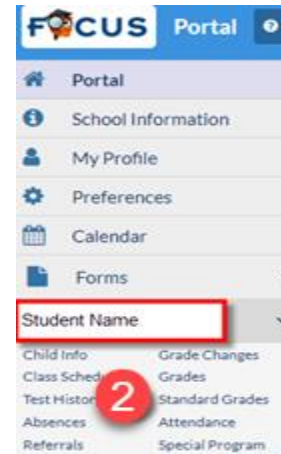 FOCUS Portal ?
Portal
School Information
My Profile
Preferences
Calendar
Forms
Student Name
Child Info Grade Changes
Class Sched Grades
Test Histor 2 Standard Grades
Absences Attendance
Referrals Special Program